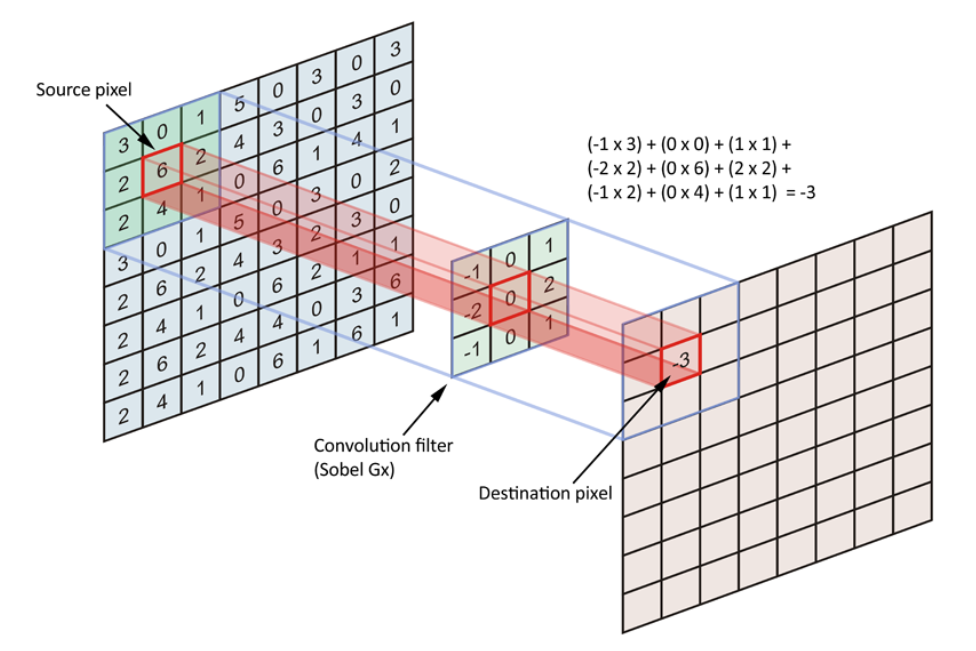 Source pixel
3 0 1 5 0 3 0 3
2 6 2 4 3 0 3 0
2 4 1 0 6 1 4 1
3 0 1 5 0 3 0 2
2 6 2 4 3 2 3 0
2 4 1 0 6 2 1 1
2 6 2 4 4 0 3 6
2 4 1 0 6 1 6 1
(-1 x 3) + (0 x 0) + (1 x 1) +
(-2 x 2) + (0 x 6) + (2 x 2) +
(-1 x 2) + (0 x 4) + (1 x 1) = -3
-1 0 1
-2 0 2
-1 0 1
Convolution filter
(Sobel Gx)
-3
Destination pixel